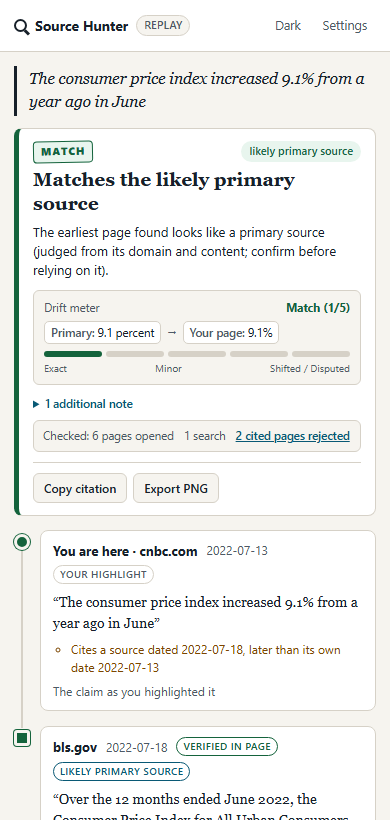 Source Hunter REPLAY Dark Settings
The consumer price index increased 9.1% from a
year ago in June
MATCH likely primary source
Matches the likely primary
source
The earliest page found looks like a primary source
(judged from its domain and content; confirm before
relying on it).
Drift meter Match (1/5)
Primary: 9.1 percent → Your page: 9.1%
Exact Minor Shifted / Disputed
▶ 1 additional note
Checked: 6 pages opened 1 search 2 cited pages rejected
Copy citation Export PNG
You are here · cnbc.com 2022-07-13
YOUR HIGHLIGHT
“The consumer price index increased 9.1% from a
year ago in June”
Cites a source dated 2022-07-18, later than its own
date 2022-07-13
The claim as you highlighted it
bls.gov 2022-07-18 VERIFIED IN PAGE
LIKELY PRIMARY SOURCE
“Over the 12 months ended June 2022, the
Consumer Price Index for All Urban Consumers